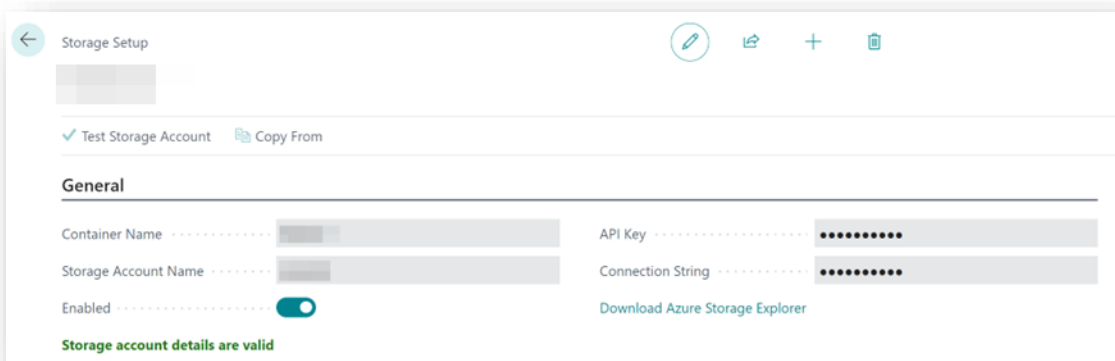 Storage Setup
Test Storage Account Copy From
General
Container Name
API Key ••••••••••
Storage Account Name
Connection String ••••••••••
Enabled
Download Azure Storage Explorer
Storage account details are valid